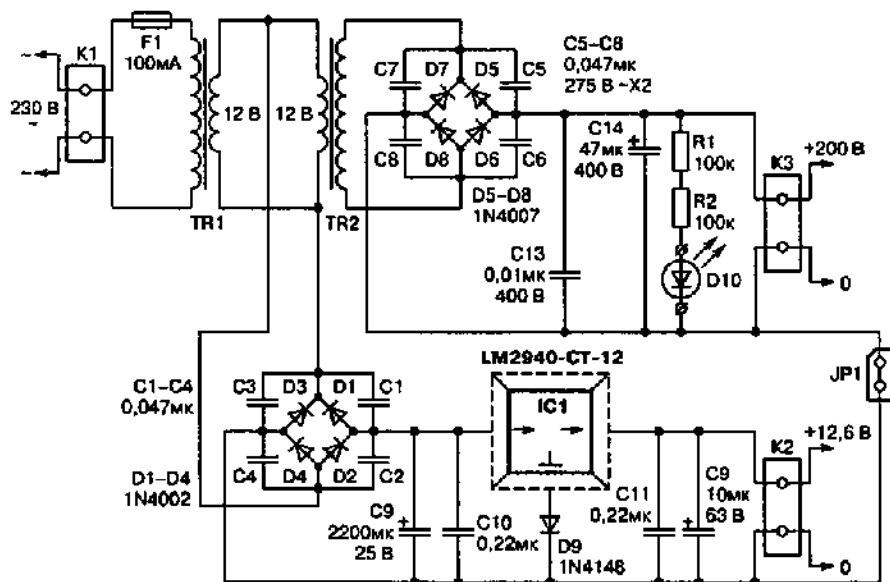 F1
100мА
K1
~
230 В
~
~
12 В
12 В
TR1
TR2
C7
D7
D5
C5
C8
D8
D6
C6
C5–C8
0,047мк
275 В ~X2
D5–D8
1N4007
C14
47мк
400 В
+
R1
100к
R2
100к
K3
+200 В
0
C13
0,01мк
400 В
D10
LM2940-CT-12
IC1
JP1
C1–C4
0,047мк
C3
D3
D1
C1
C4
D4
D2
C2
D1–D4
1N4002
C9
2200мк
25 В
+
C10
0,22мк
D9
1N4148
C11
0,22мк
C9
10мк
63 В
+
K2
+12,6 В
0